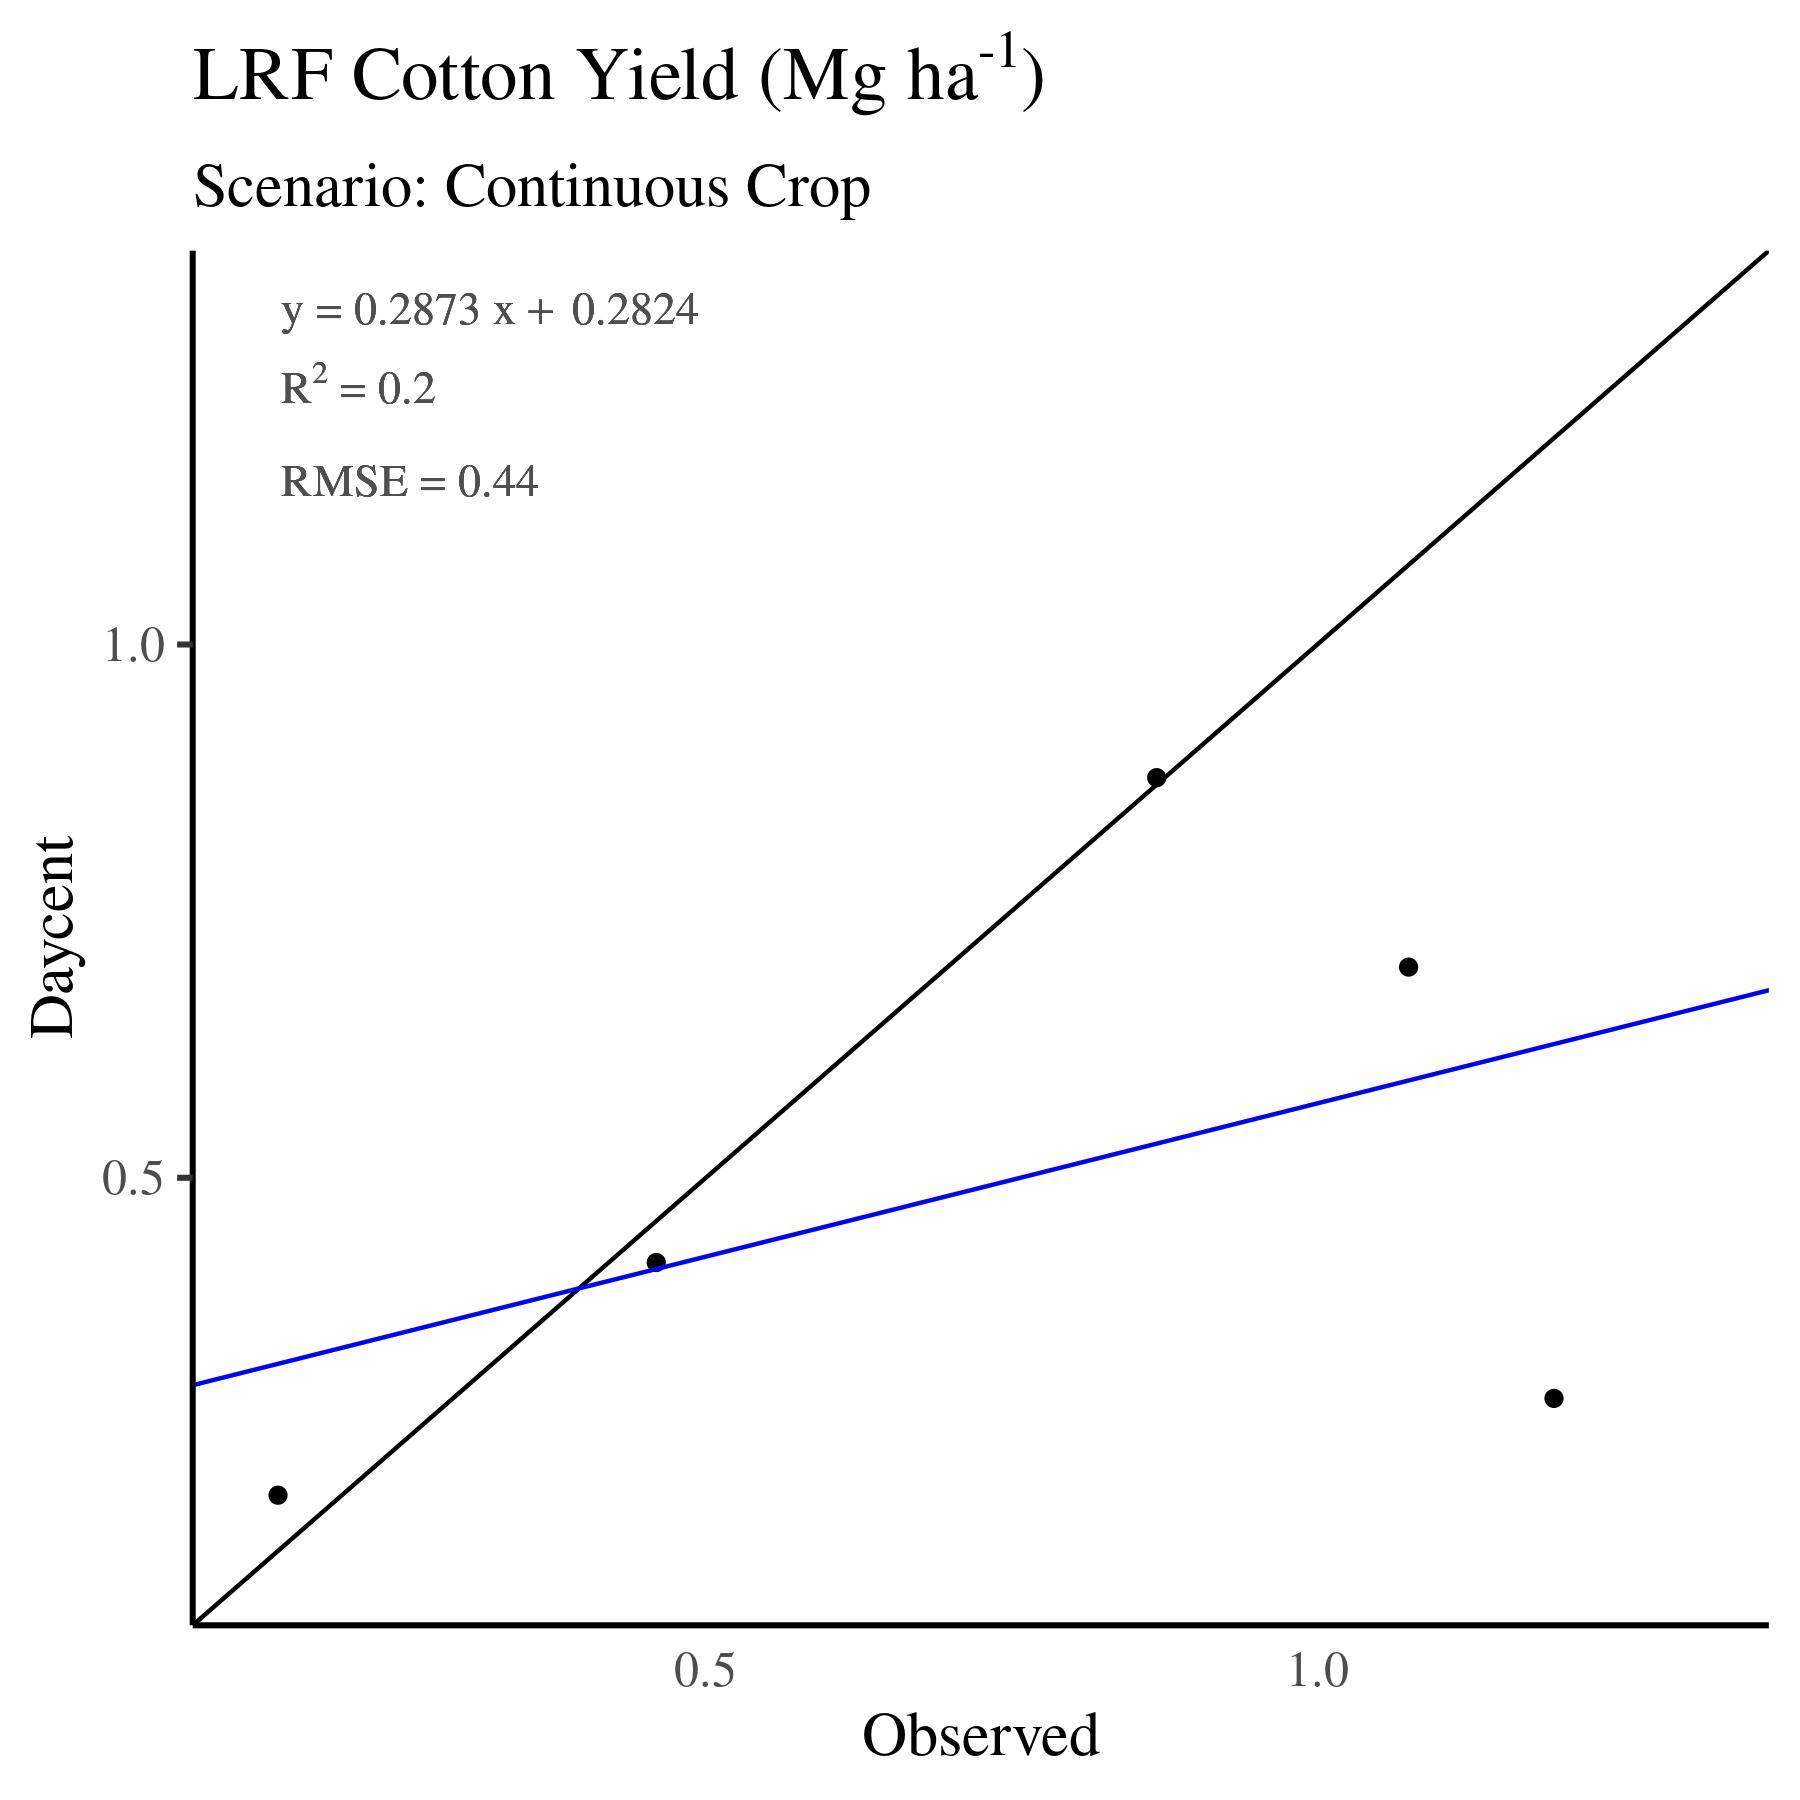 LRF Cotton Yield (Mg ha⁻¹)
Scenario: Continuous Crop
y = 0.2873 x + 0.2824
R² = 0.2
RMSE = 0.44
1.0
0.5
Daycent
0.5 1.0
Observed